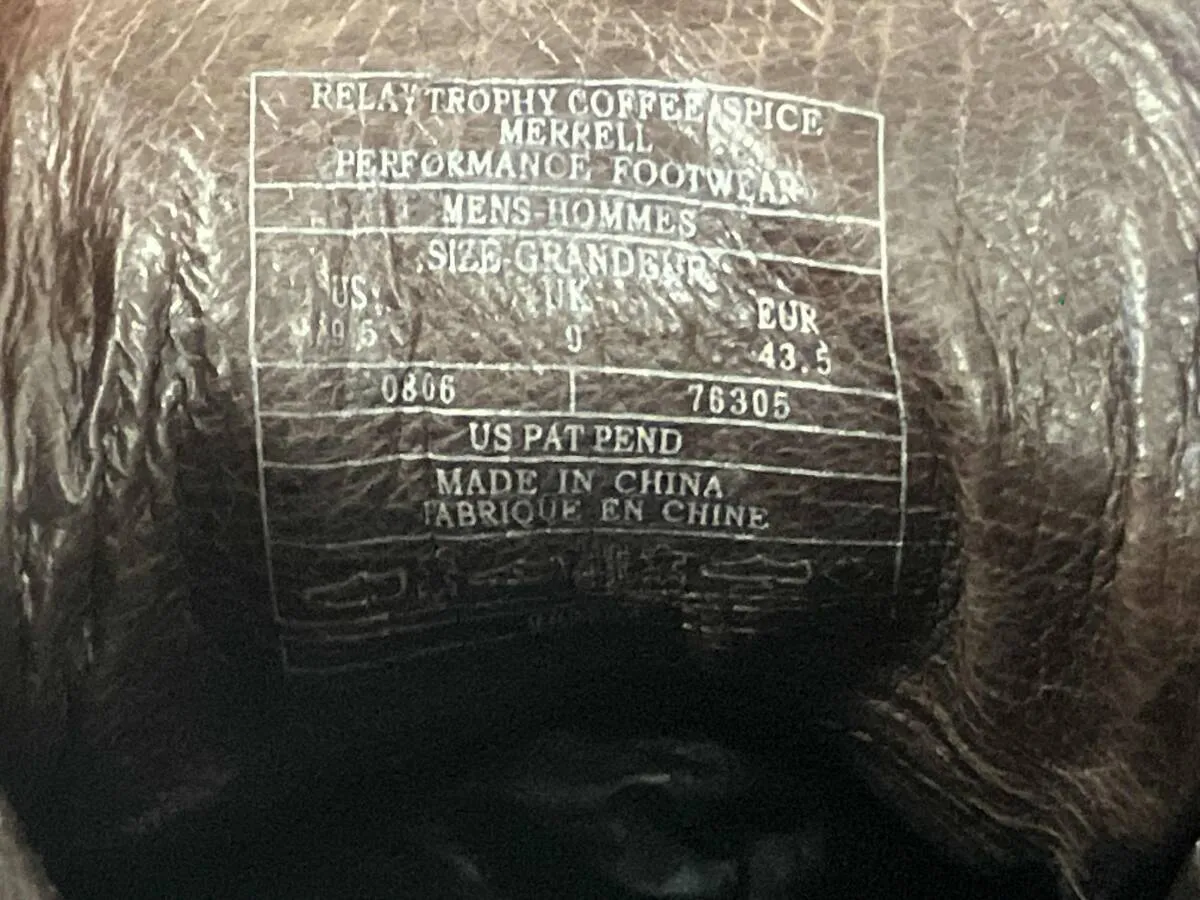 RELAY TROPHY COFFEE/SPICE
MERRELL
PERFORMANCE FOOTWEAR
MENS-HOMMES
SIZE-GRANDEUR
US UK EUR
9.5 9 43.5
0806 76305
US PAT PEND
MADE IN CHINA
FABRIQUE EN CHINE